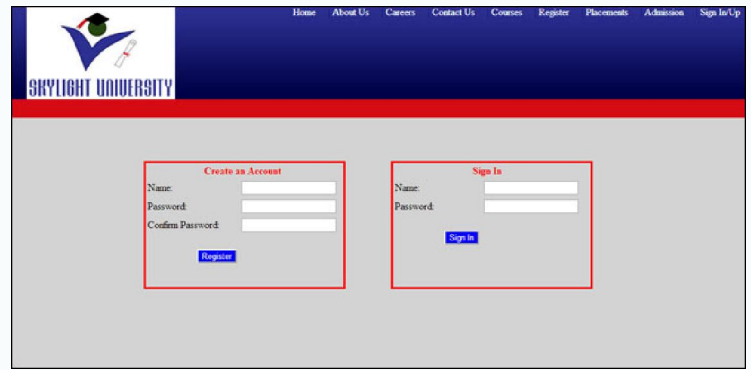 Home About Us Careers Contact Us Courses Register Placements Admission Sign In/Up
SKYLIGHT UNIVERSITY
Create an Account
Name:
Password:
Confirm Password:
Register
Sign In
Name:
Password:
Sign In